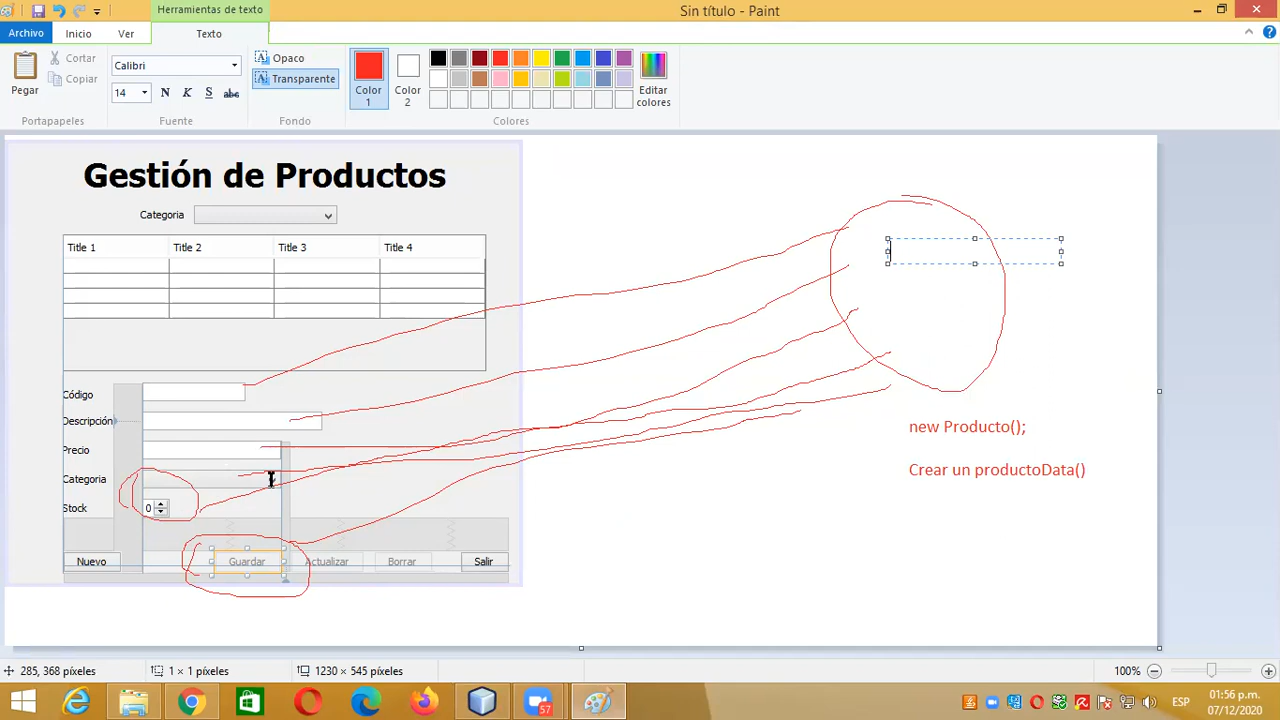 Herramientas de texto
Sin título - Paint
Archivo
Inicio
Ver
Texto
Pegar
Cortar
Copiar
Portapapeles
Calibri
14
N K S abc
Fuente
Opaco
Transparente
Fondo
Color 1
Color 2
Editar colores
Colores
Gestión de Productos
Categoria
Title 1 Title 2 Title 3 Title 4
Código
Descripción
Precio
Categoria
Stock 0
Nuevo Guardar Actualizar Borrar Salir
new Producto();
Crear un productoData()
285, 368 píxeles
1 × 1 píxeles
1230 × 545 píxeles
100%
57
ESP
01:56 p.m.
07/12/2020